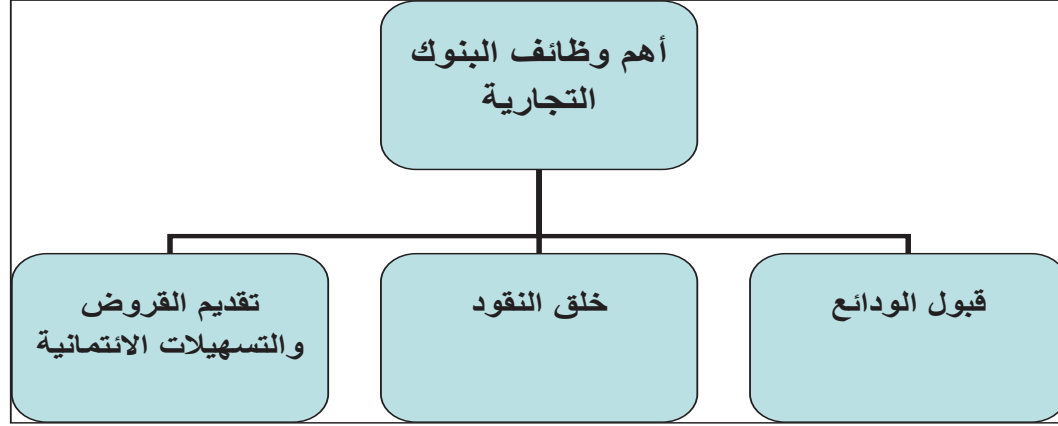 أهم وظائف البنوك
التجارية
قبول الودائع
خلق النقود
تقديم القروض
والتسهيلات الائتمانية